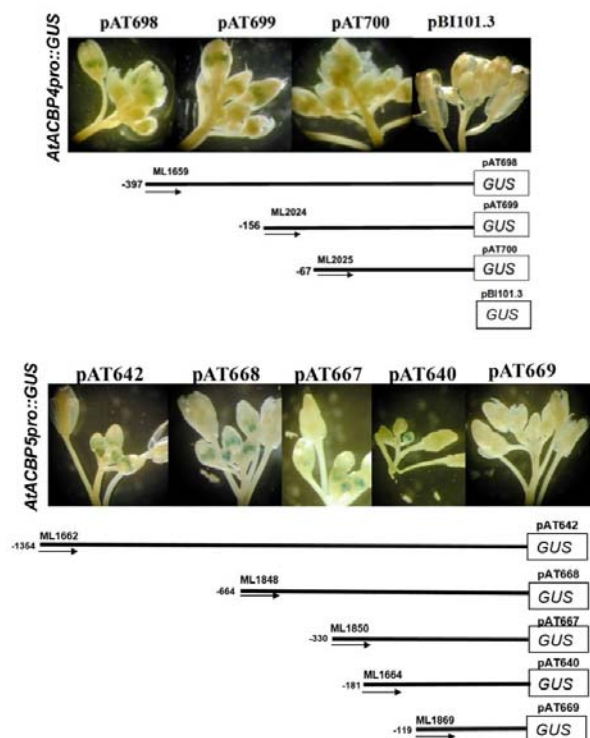 pAT698 pAT699 pAT700 pBI101.3
AtACBP4pro::GUS
pAT698
ML1659
-397 GUS
pAT699
ML2024
-156 GUS
pAT700
ML2025
-67 GUS
pBI101.3
GUS
pAT642 pAT668 pAT667 pAT640 pAT669
AtACBP5pro::GUS
pAT642
ML1662
-1354 GUS
pAT668
ML1848
-664 GUS
pAT667
ML1850
-330 GUS
pAT640
ML1664
-181 GUS
pAT669
ML1869
-119 GUS